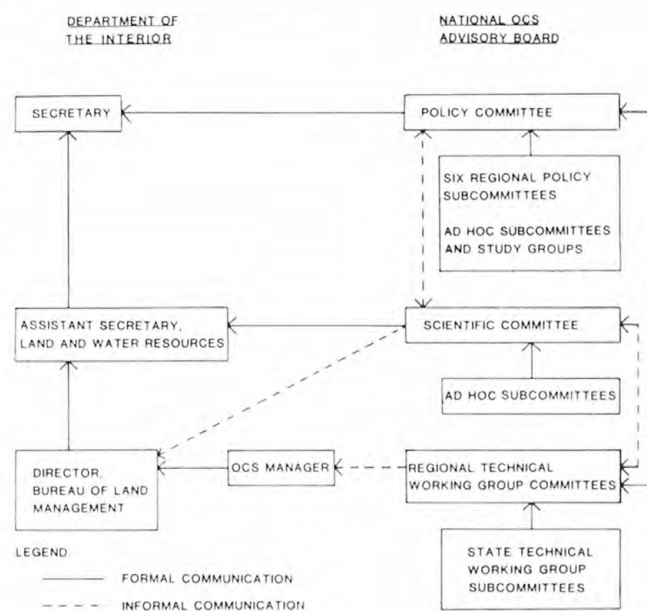 DEPARTMENT OF
THE INTERIOR
NATIONAL OCS
ADVISORY BOARD
SECRETARY
POLICY COMMITTEE
SIX REGIONAL POLICY
SUBCOMMITTEES
AD HOC SUBCOMMITTEES
AND STUDY GROUPS
ASSISTANT SECRETARY,
LAND AND WATER RESOURCES
SCIENTIFIC COMMITTEE
AD HOC SUBCOMMITTEES
DIRECTOR,
BUREAU OF LAND
MANAGEMENT
OCS MANAGER
REGIONAL TECHNICAL
WORKING GROUP COMMITTEES
STATE TECHNICAL
WORKING GROUP
SUBCOMMITTEES
LEGEND
FORMAL COMMUNICATION
INFORMAL COMMUNICATION